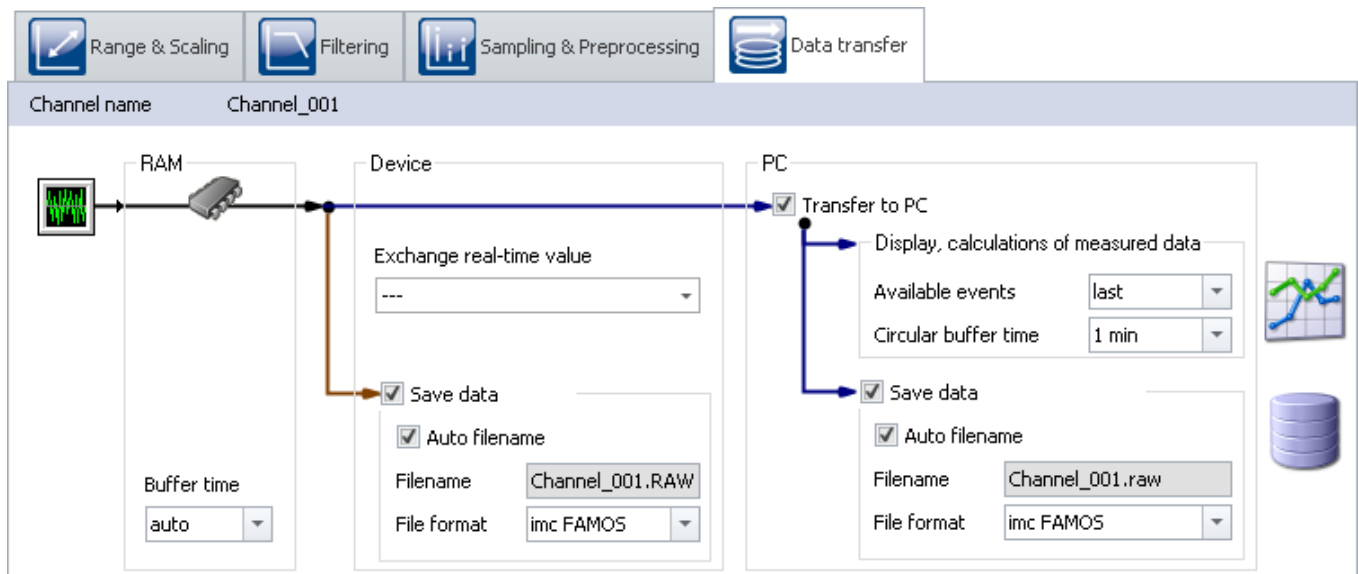 Range & Scaling Filtering Sampling & Preprocessing Data transfer
Channel name Channel_001
RAM Device PC
Transfer to PC
Display, calculations of measured data
Exchange real-time value
---
Available events last
Circular buffer time 1 min
Save data Save data
Auto filename Auto filename
Buffer time Filename Channel_001.RAW Filename Channel_001.raw
auto File format imc FAMOS File format imc FAMOS